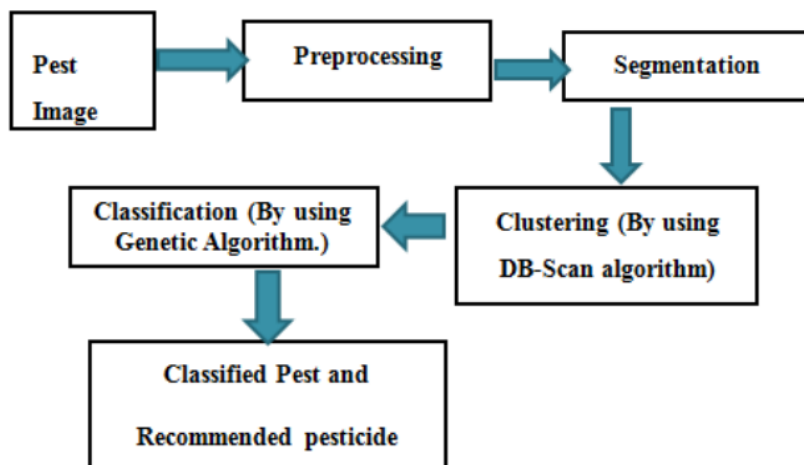 Pest
Image
Preprocessing
Segmentation
Clustering (By using
DB-Scan algorithm)
Classification (By using
Genetic Algorithm.)
Classified Pest and
Recommended pesticide